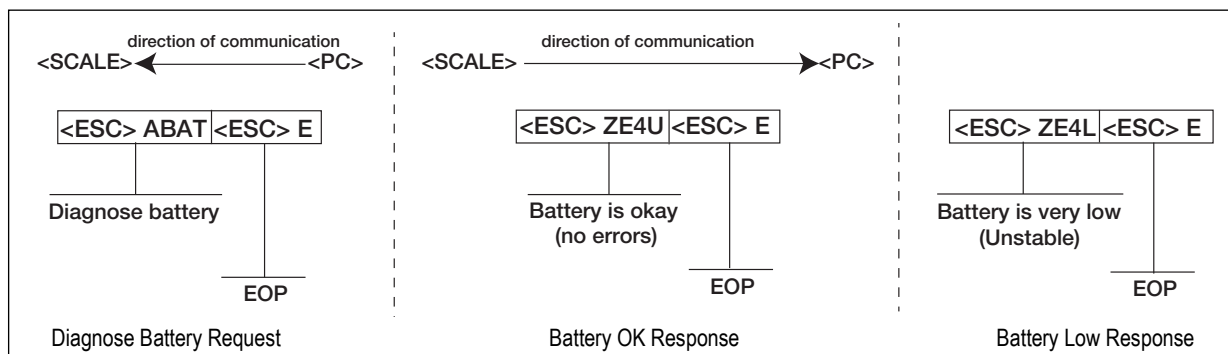 direction of communication
<SCALE> <PC>
<ESC> ABAT <ESC> E
Diagnose battery
EOP
Diagnose Battery Request
direction of communication
<SCALE> <PC>
<ESC> ZE4U <ESC> E
Battery is okay
(no errors)
EOP
Battery OK Response
<ESC> ZE4L <ESC> E
Battery is very low
(Unstable)
EOP
Battery Low Response